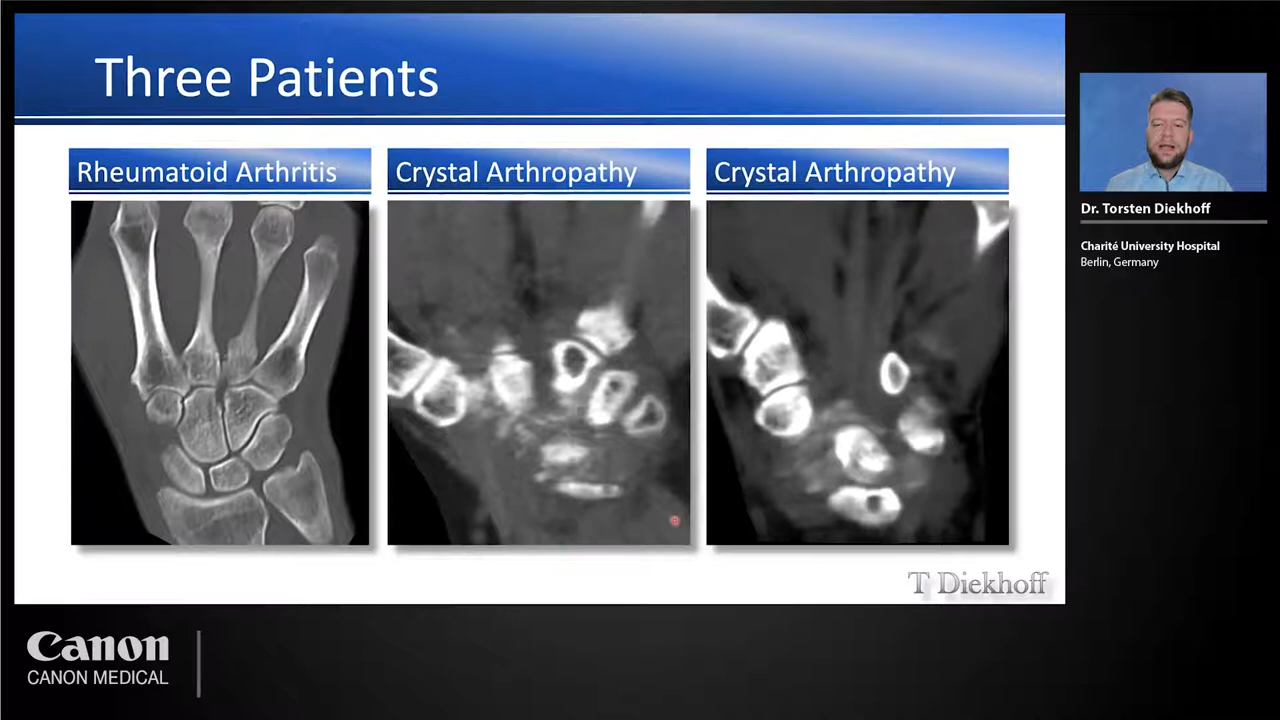 Three Patients
Rheumatoid Arthritis
Crystal Arthropathy
Crystal Arthropathy
T Diekhoff
Dr. Torsten Diekhoff
Charité University Hospital
Berlin, Germany
Canon
CANON MEDICAL